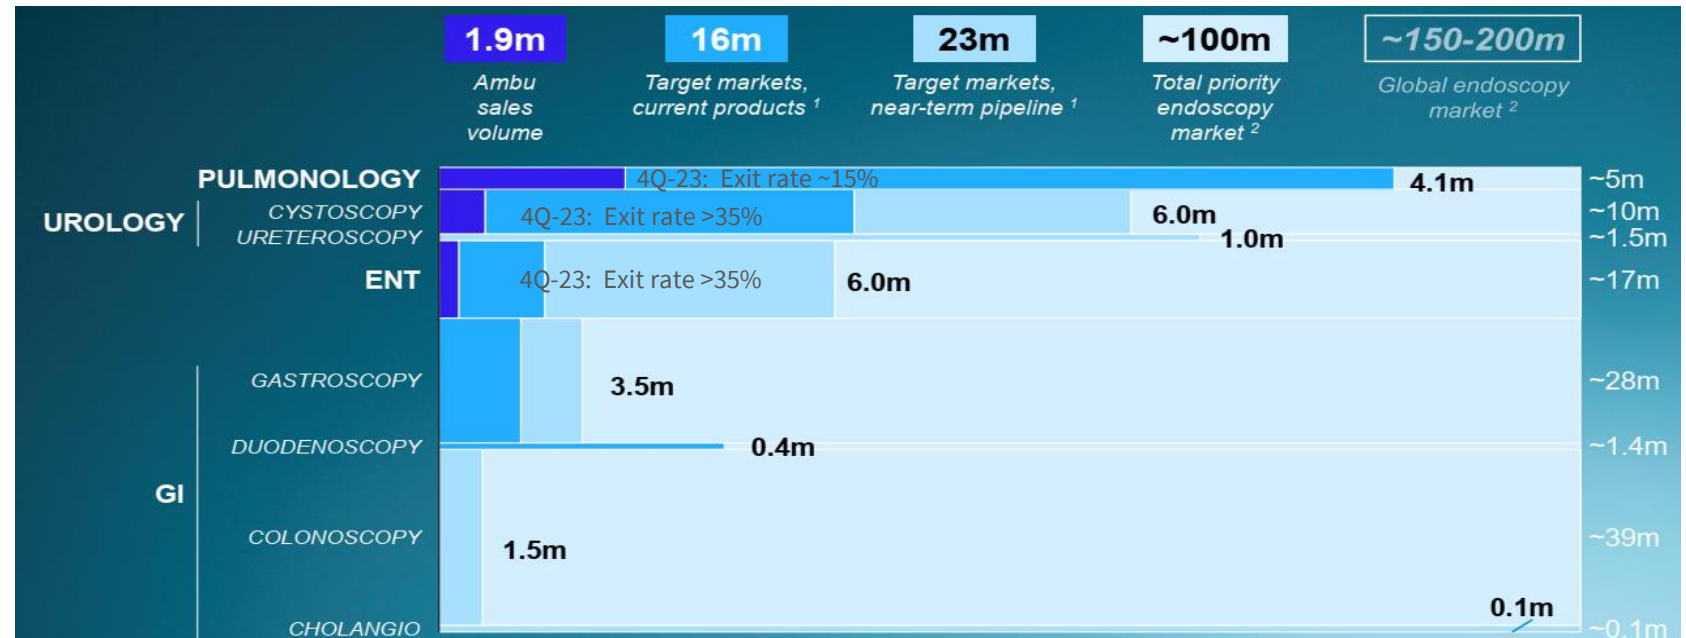 1.9m
16m
23m
~100m
~150-200m
Ambu
sales
volume
Target markets,
current products 1
Target markets,
near-term pipeline 1
Total priority
endoscopy
market 2
Global endoscopy
market 2
PULMONOLOGY
4Q-23: Exit rate ~15%
4.1m
~5m
UROLOGY
CYSTOSCOPY
4Q-23: Exit rate >35%
6.0m
~10m
URETEROSCOPY
1.0m
~1.5m
ENT
4Q-23: Exit rate >35%
6.0m
~17m
GI
GASTROSCOPY
3.5m
~28m
DUODENOSCOPY
0.4m
~1.4m
COLONOSCOPY
1.5m
~39m
CHOLANGIO
0.1m
~0.1m